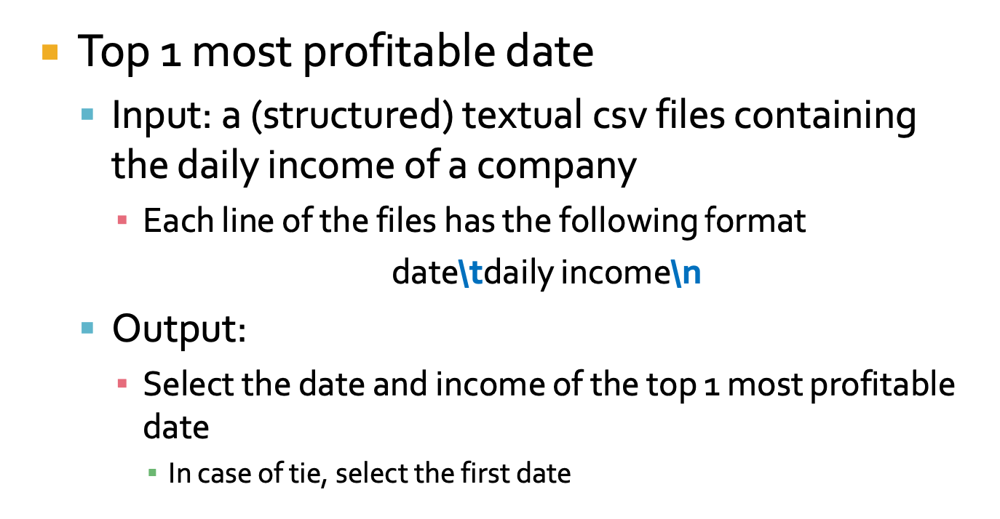 Top 1 most profitable date
Input: a (structured) textual csv files containing
the daily income of a company
Each line of the files has the following format
date\tdaily income\n
Output:
Select the date and income of the top 1 most profitable
date
In case of tie, select the first date